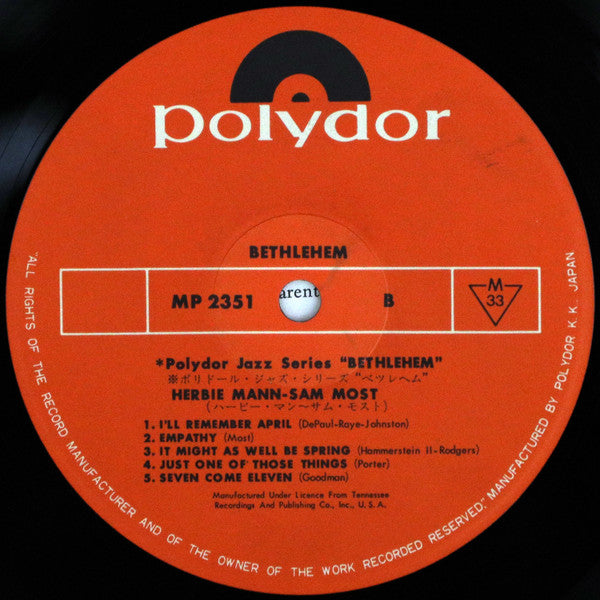 polydor
BETHLEHEM
MP 2351
arent
B
M
33
*Polydor Jazz Series "BETHLEHEM"
※ポリドール・ジャズ・シリーズ "ベツレヘム"
HERBIE MANN-SAM MOST
(ハービー・マン〜サム・モスト)
1. I'LL REMEMBER APRIL (DePaul-Raye-Johnston)
2. EMPATHY (Most)
3. IT MIGHT AS WELL BE SPRING (Hammerstein II-Rodgers)
4. JUST ONE OF THOSE THINGS (Porter)
5. SEVEN COME ELEVEN (Goodman)
Manufactured Under Licence From Tennessee
Recordings And Publishing Co., Inc., U. S. A.
"ALL RIGHTS OF THE RECORD MANUFACTURER AND OF THE OWNER OF THE WORK RECORDED RESERVED." MANUFACTURED BY POLYDOR K. K., JAPAN